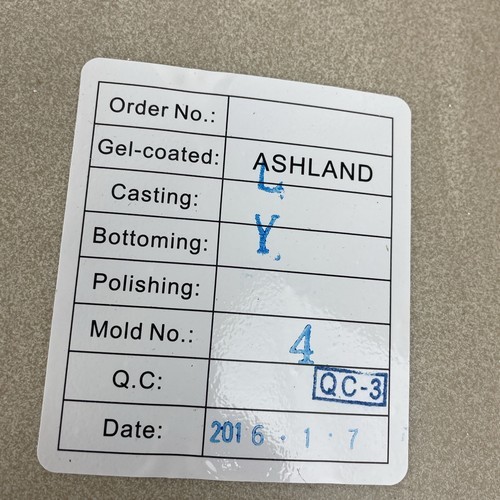 Order No.:
Gel-coated: ASHLAND
L
Casting:
Bottoming: Y.
Polishing:
Mold No.: 4
Q.C: QC-3
Date: 2016.1.7